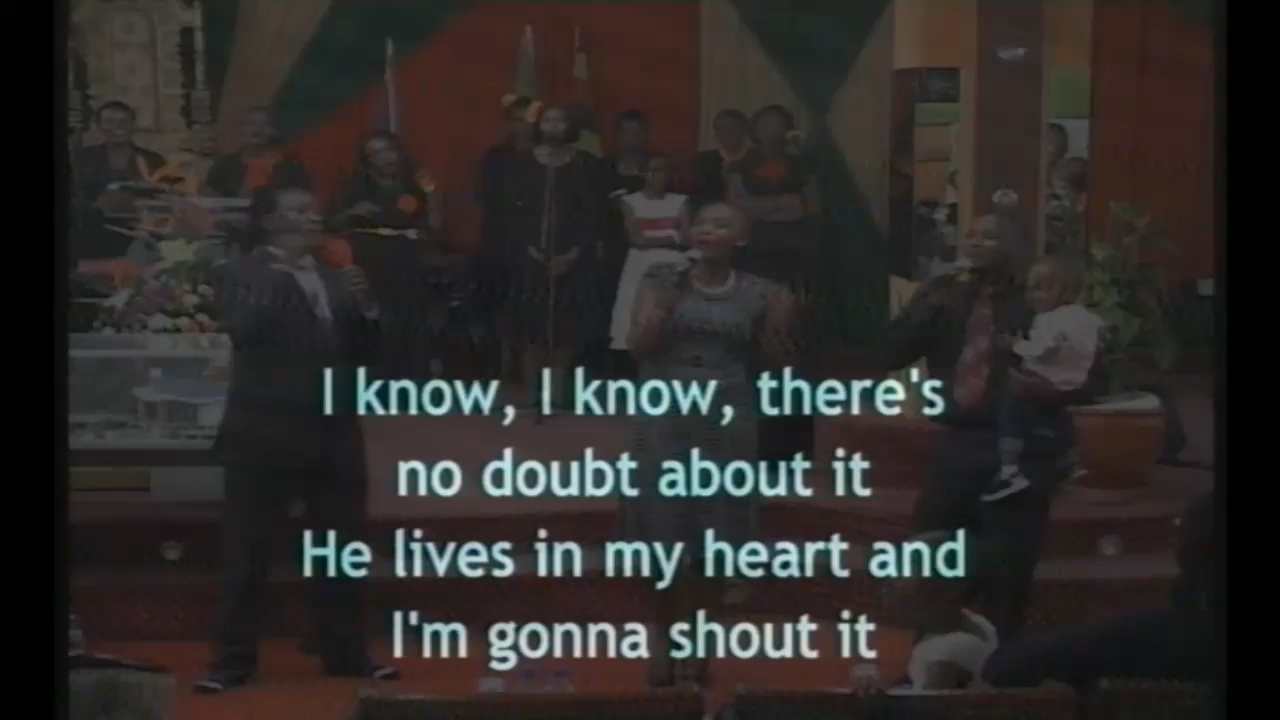 I know, I know, there's
no doubt about it
He lives in my heart and
I'm gonna shout it